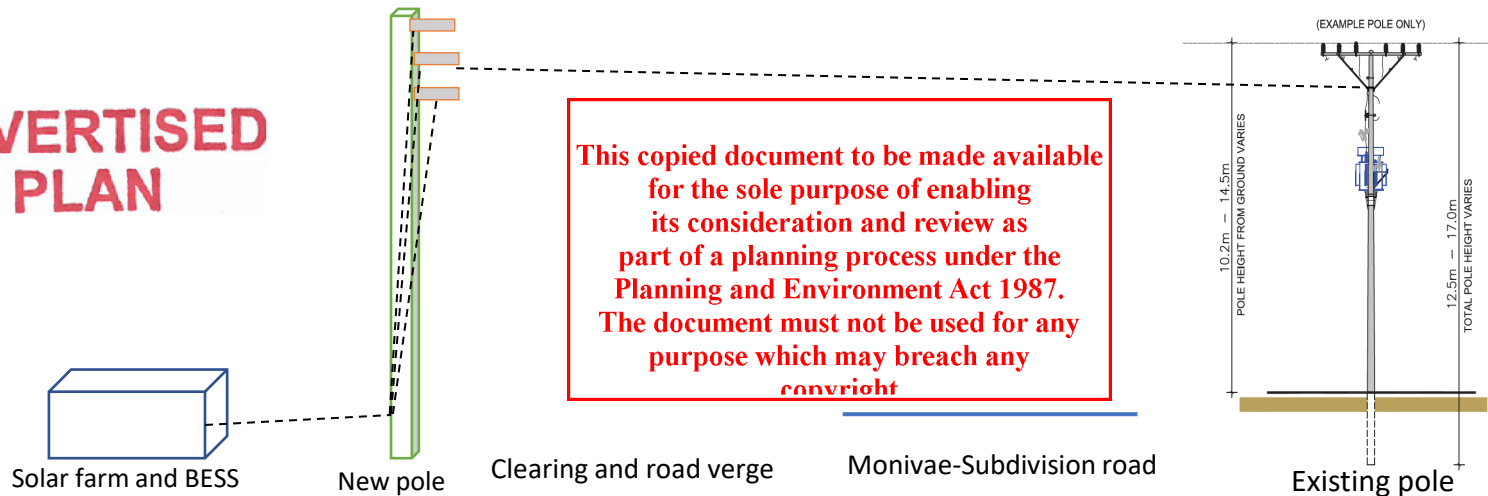 (EXAMPLE POLE ONLY)
VERTISED
PLAN
This copied document to be made available
for the sole purpose of enabling
its consideration and review as
part of a planning process under the
Planning and Environment Act 1987.
The document must not be used for any
purpose which may breach any
copyright
10.2m – 14.5m
POLE HEIGHT FROM GROUND VARIES
12.5m – 17.0m
TOTAL POLE HEIGHT VARIES
Solar farm and BESS
New pole
Clearing and road verge
Monivae-Subdivision road
Existing pole